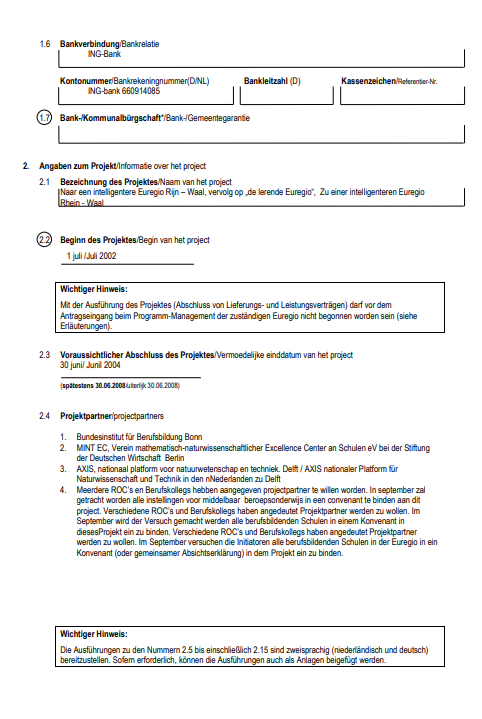 1.6 Bankverbindung/Bankrelatie
ING-Bank
Kontonummer/Bankrekeningnummer(D/NL) Bankleitzahl (D) Kassenzeichen/Referentier-Nr.
ING-bank 660914085
1.7 Bank-/Kommunalbürgschaft*/Bank-/Gemeentegarantie
2. Angaben zum Projekt/Informatie over het project
2.1 Bezeichnung des Projektes/Naam van het project
Naar een intelligentere Euregio Rijn – Waal, vervolg op „de lerende Euregio“, Zu einer intelligenteren Euregio
Rhein - Waal
2.2 Beginn des Projektes/Begin van het project
1 juli /Juli 2002
Wichtiger Hinweis:
Mit der Ausführung des Projektes (Abschluss von Lieferungs- und Leistungsverträgen) darf vor dem
Antragseingang beim Programm-Management der zuständigen Euregio nicht begonnen worden sein (siehe
Erläuterungen).
2.3 Voraussichtlicher Abschluss des Projektes/Vermoedelijke einddatum van het project
30 juni/ Junil 2004
(spätestens 30.06.2008/uiterlijk 30.06.2008)
2.4 Projektpartner/projectpartners
1. Bundesinstitut für Berufsbildung Bonn
2. MINT EC, Verein mathematisch-naturwissenschaftlicher Excellence Center an Schulen eV bei der Stiftung
der Deutschen Wirtschaft Berlin
3. AXIS, nationaal platform voor natuurwetenschap en techniek. Delft / AXIS nationaler Platform für
Naturwissenschaft und Technik in den nNederlanden zu Delft
4. Meerdere ROC's en Berufskollegs hebben aangegeven projectpartner te willen worden. In september zal
getracht worden alle instellingen voor middelbaar beroepsonderwijs in een convenant te binden aan dit
project. Verschiedene ROC's und Berufskollegs haben angedeutet Projektpartner werden zu wollen. Im
September wird der Versuch gemacht werden alle berufsbildenden Schulen in einem Konvenant in
diesesProjekt ein zu binden. Verschiedene ROC's und Berufskollegs haben angedeutet Projektpartner
werden zu wollen. Im September versuchen die Initiatoren alle berufsbildenden Schulen in der Euregio in ein
Konvenant (oder gemeinsamer Absichtserklärung) in dem Projekt ein zu binden.
Wichtiger Hinweis:
Die Ausführungen zu den Nummern 2.5 bis einschließlich 2.15 sind zweisprachig (niederländisch und deutsch)
bereitzustellen. Sofern erforderlich, können die Ausführungen auch als Anlagen beigefügt werden.